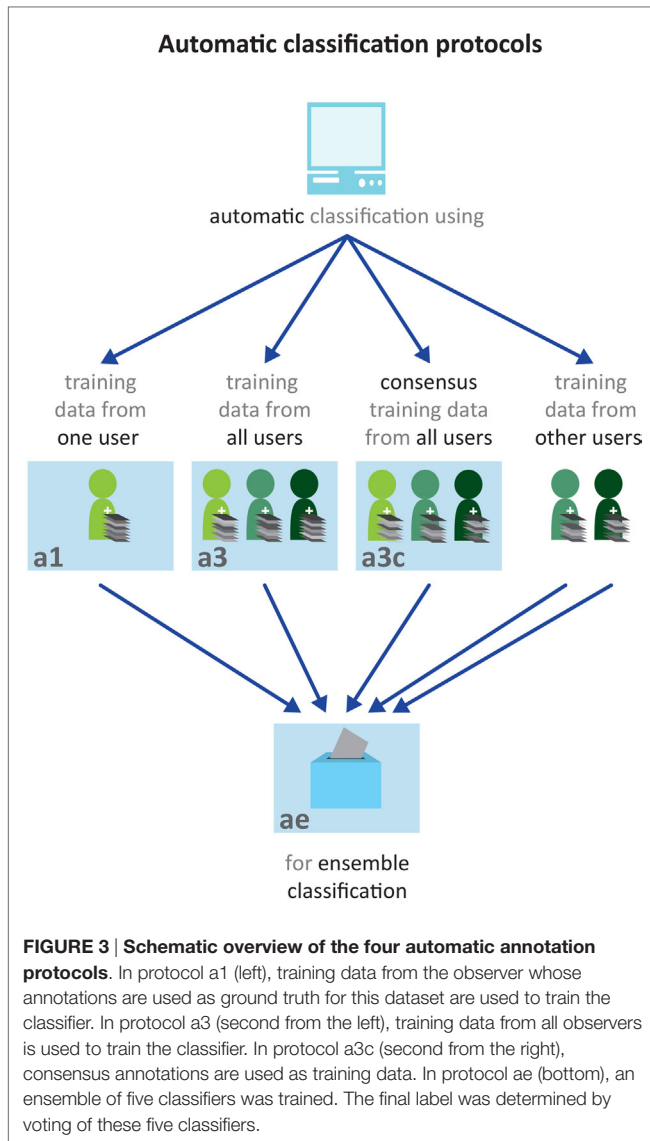 Automatic classification protocols
automatic classification using
training
data from
one user
training
data from
all users
consensus
training data
from all users
training
data from
other users
a1
a3
a3c
ae
for ensemble
classification
FIGURE 3 | Schematic overview of the four automatic annotation
protocols. In protocol a1 (left), training data from the observer whose
annotations are used as ground truth for this dataset are used to train the
classifier. In protocol a3 (second from the left), training data from all observers
is used to train the classifier. In protocol a3c (second from the right),
consensus annotations are used as training data. In protocol ae (bottom), an
ensemble of five classifiers was trained. The final label was determined by
voting of these five classifiers.